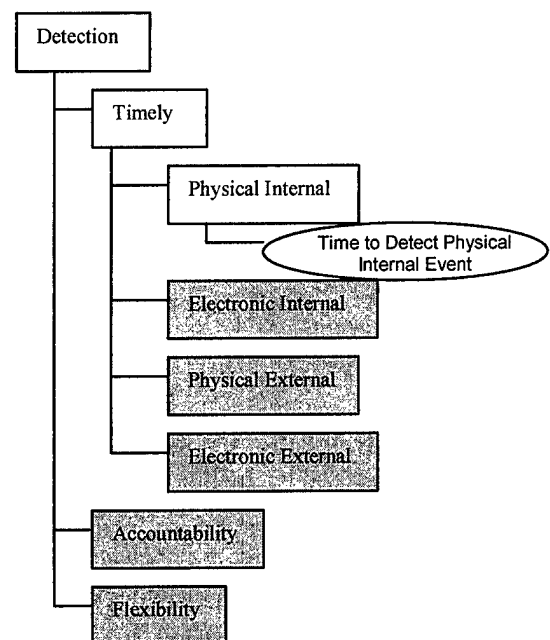 Detection
Timely
Physical Internal
Time to Detect Physical
Internal Event
Electronic Internal
Physical External
Electronic External
Accountability
Flexibility